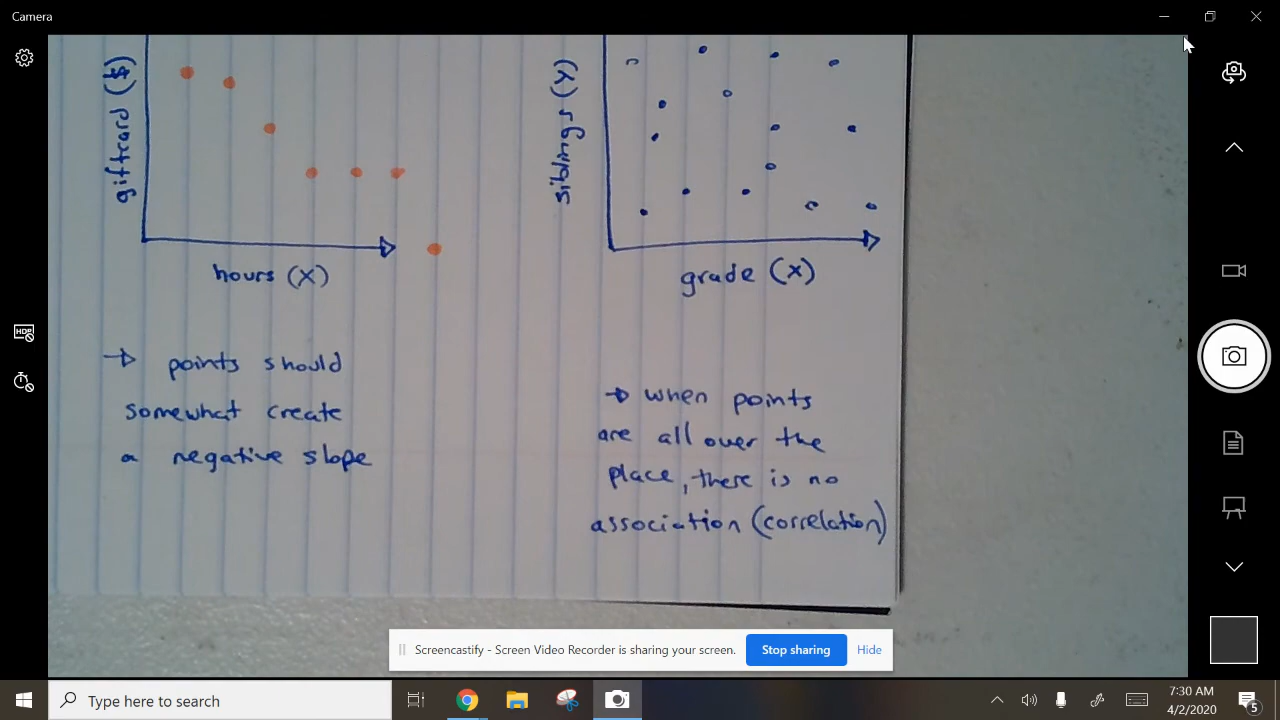 Camera
giftcard ($)
hours (X)
→ points should
somewhat create
a negative slope
siblings (Y)
grade (X)
→ when points
are all over the
place, there is no
association (correlation)
Screencastify - Screen Video Recorder is sharing your screen.
Stop sharing
Hide
Type here to search
7:30 AM
4/2/2020
5